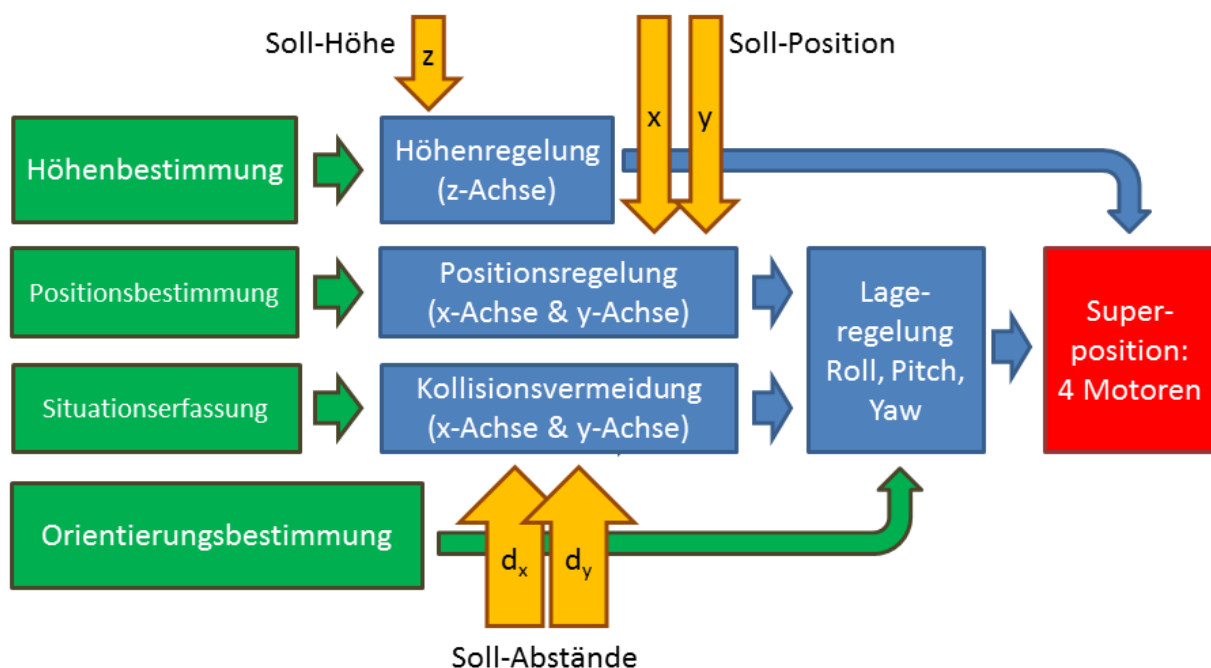 Soll-Höhe
z
Soll-Position
x
y
Höhenbestimmung
Höhenregelung
(z-Achse)
Positionsbestimmung
Positionsregelung
(x-Achse & y-Achse)
Lage-
regelung
Roll, Pitch,
Yaw
Super-
position:
4 Motoren
Situationserfassung
Kollisionsvermeidung
(x-Achse & y-Achse)
Orientierungsbestimmung
dx
dy
Soll-Abstände